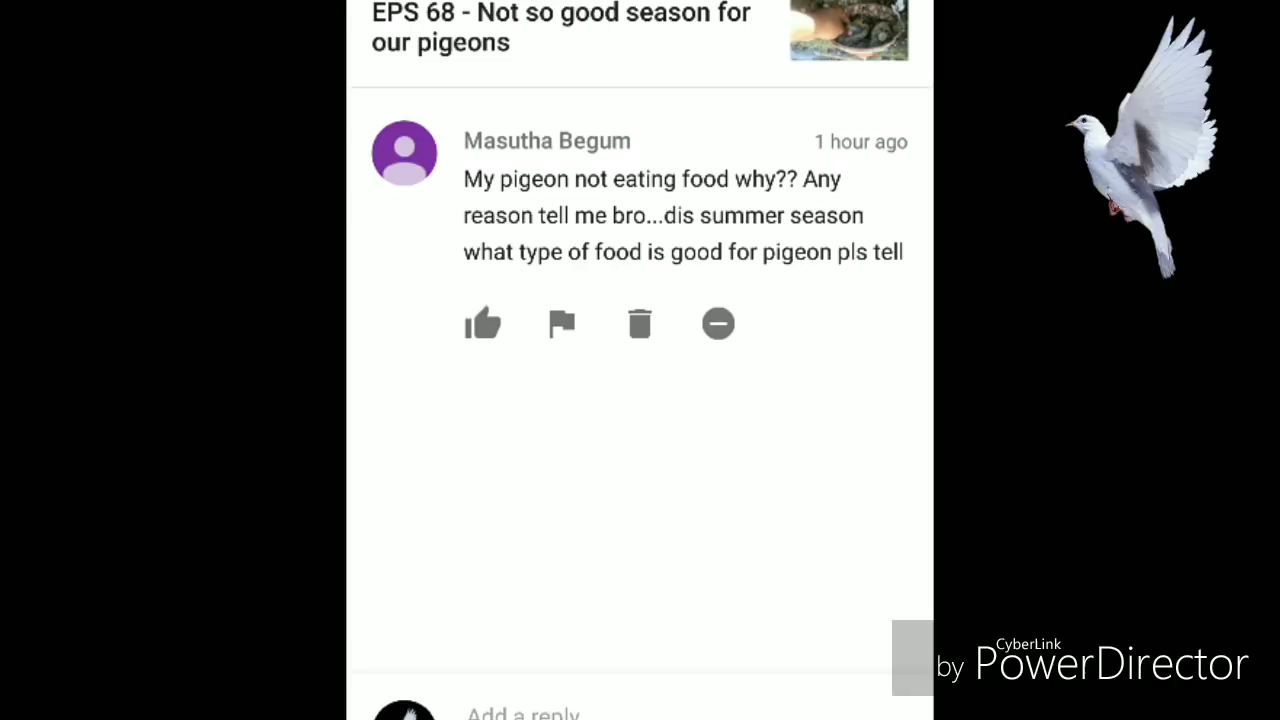 EPS 68 - Not so good season for
our pigeons
Masutha Begum
1 hour ago
My pigeon not eating food why?? Any
reason tell me bro...dis summer season
what type of food is good for pigeon pls tell
Add a reply
CyberLink
by PowerDirector